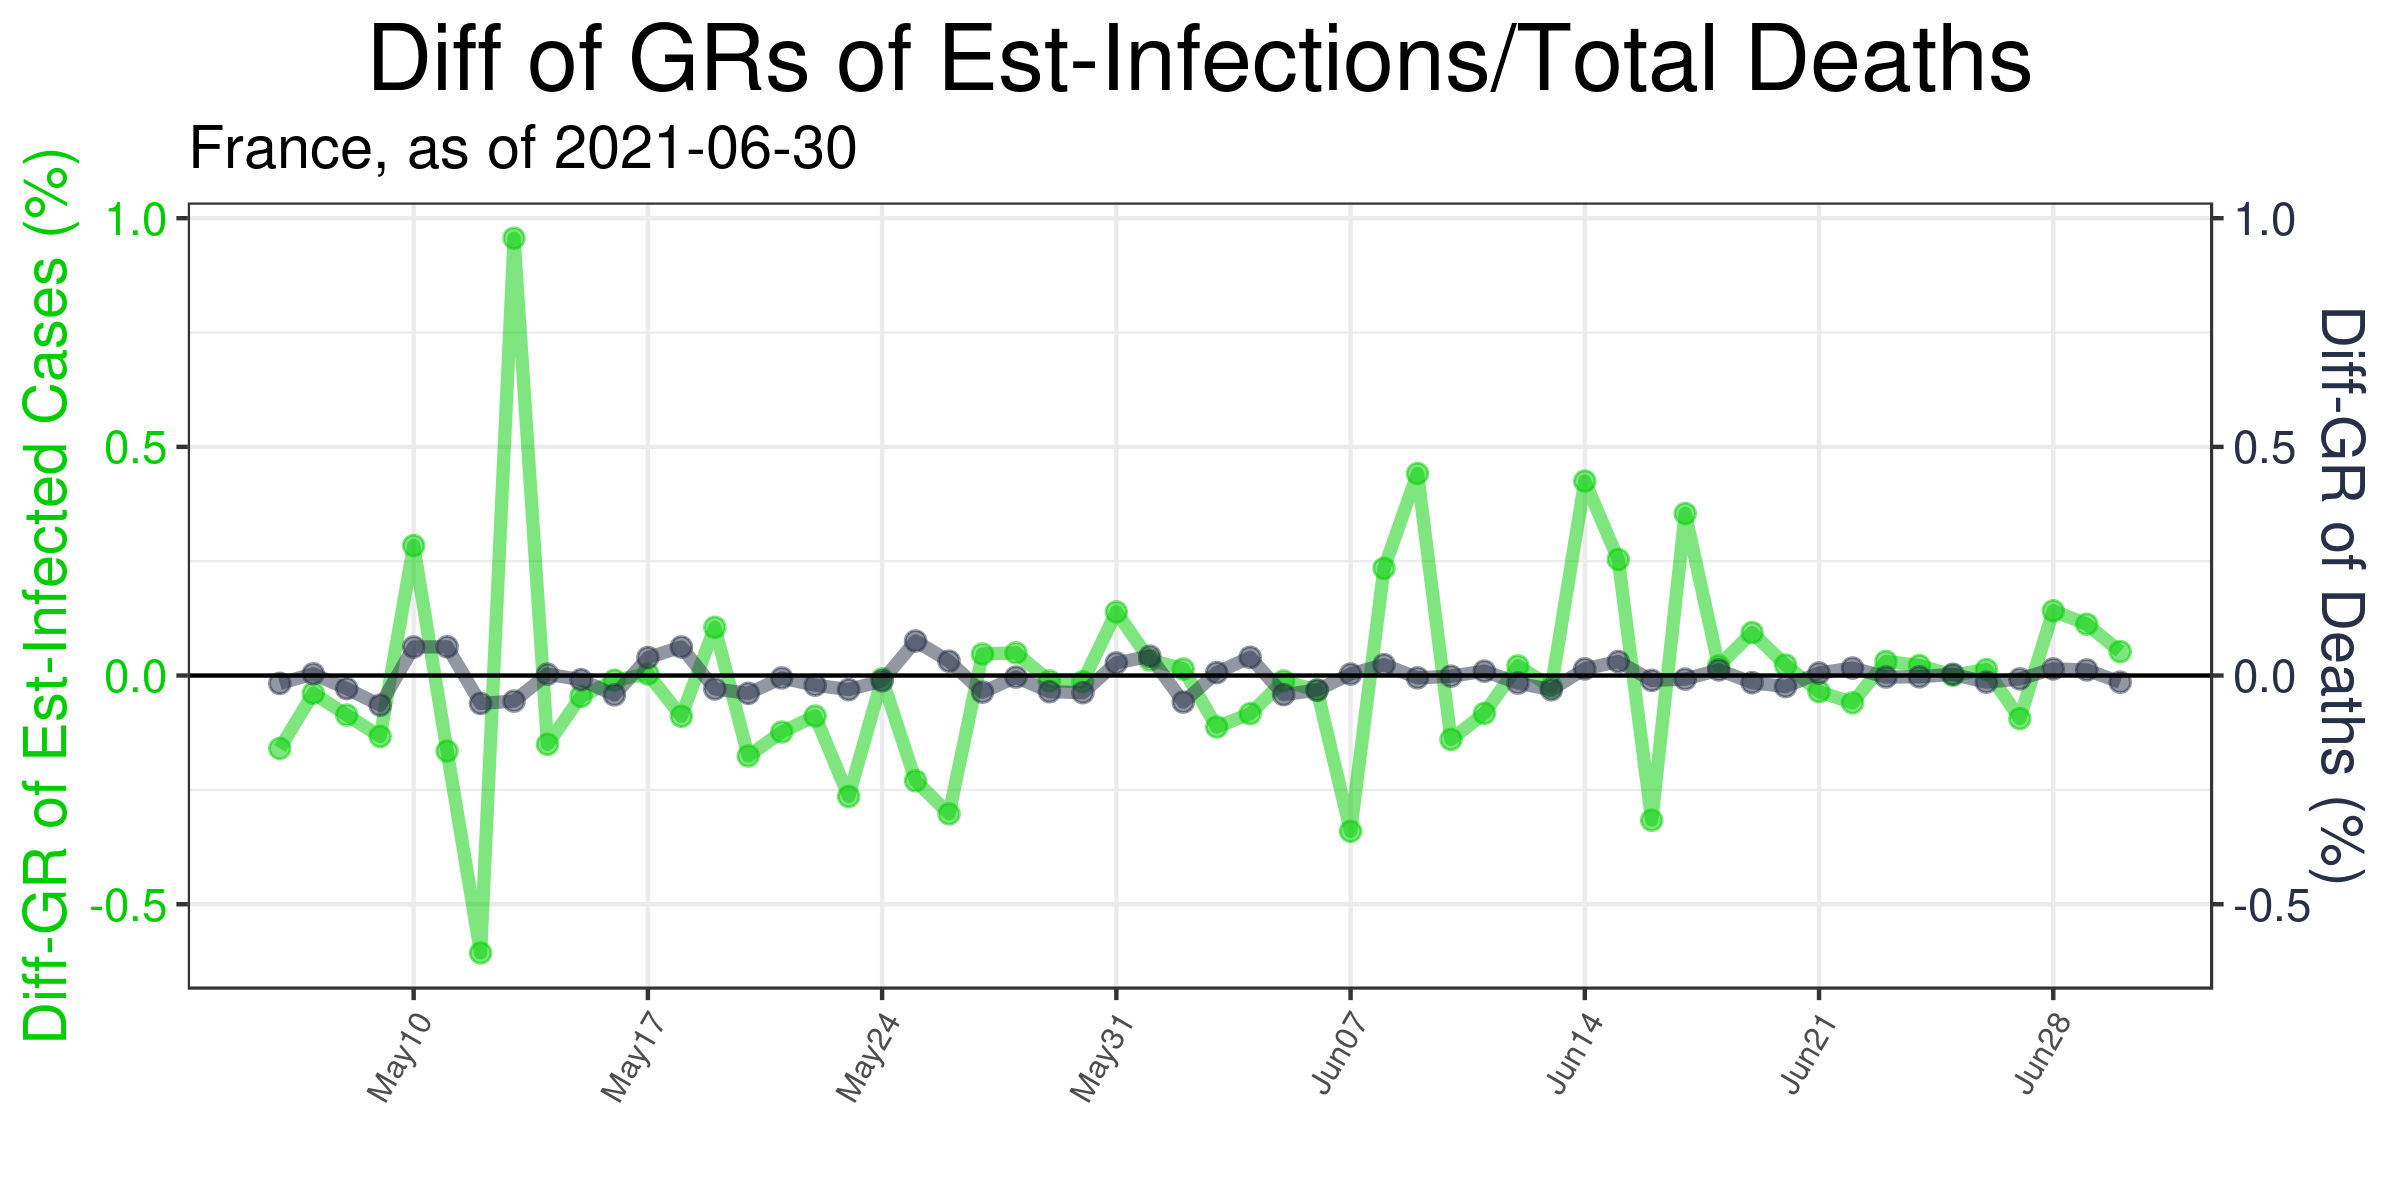 Diff of GRs of Est-Infections/Total Deaths
France, as of 2021-06-30
Diff-GR of Est-Infected Cases (%)
1.0
0.5
0.0
-0.5
1.0
0.5
0.0
-0.5
Diff-GR of Deaths (%)
May10
May17
May24
May31
Jun07
Jun14
Jun21
Jun28